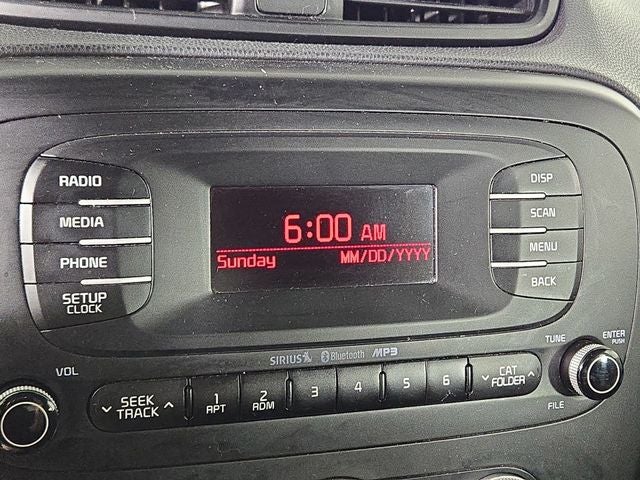 RADIO
MEDIA
PHONE
SETUP
CLOCK
6:00 AM
Sunday MM/DD/YYYY
DISP
SCAN
MENU
BACK
SIRIUS Bluetooth MP3
VOL
SEEK
TRACK
1
RPT
2
RDM
3
4
5
6
CAT
FOLDER
TUNE
ENTER
PUSH
FILE